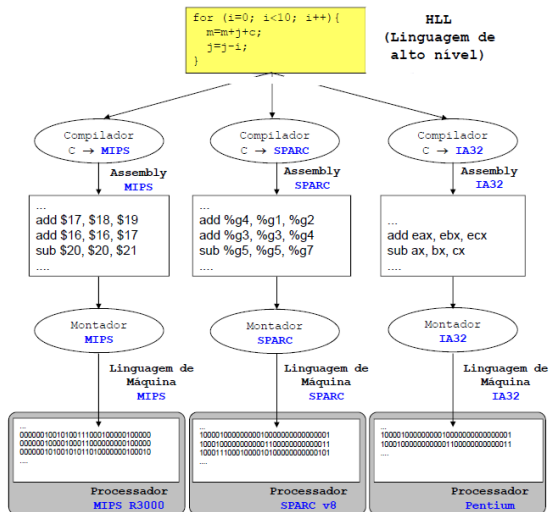 for (i=0; i<10; i++){
m=m+j+c;
j=j-i;
}
HLL
(Linguagem de
alto nível)
Compilador
C → MIPS
Compilador
C → SPARC
Compilador
C → IA32
Assembly
MIPS
Assembly
SPARC
Assembly
IA32
...
add $17, $18, $19
add $16, $16, $17
sub $20, $20, $21
....
...
add %g4, %g1, %g2
add %g3, %g3, %g4
sub %g5, %g5, %g7
....
...
add eax, ebx, ecx
sub ax, bx, cx
....
Montador
MIPS
Montador
SPARC
Montador
IA32
Linguagem de
Máquina
MIPS
Linguagem de
Máquina
SPARC
Linguagem de
Máquina
IA32
...
00000010010100111000100000100000
00000010000100011000000000100000
00000010100101011010000000100010
....
...
....
...
....
Processador
MIPS R3000
Processador
SPARC v8
Processador
Pentium